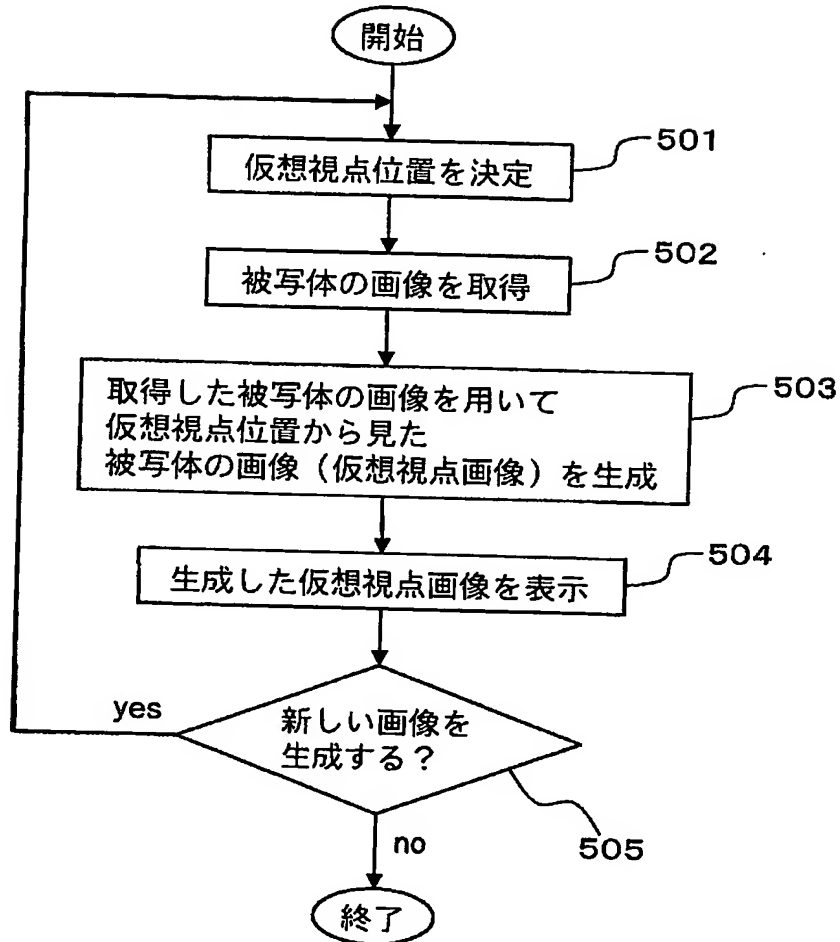 開始
仮想視点位置を決定
501
被写体の画像を取得
502
取得した被写体の画像を用いて
仮想視点位置から見た
被写体の画像（仮想視点画像）を生成
503
生成した仮想視点画像を表示
504
yes
新しい画像を
生成する？
505
no
終了